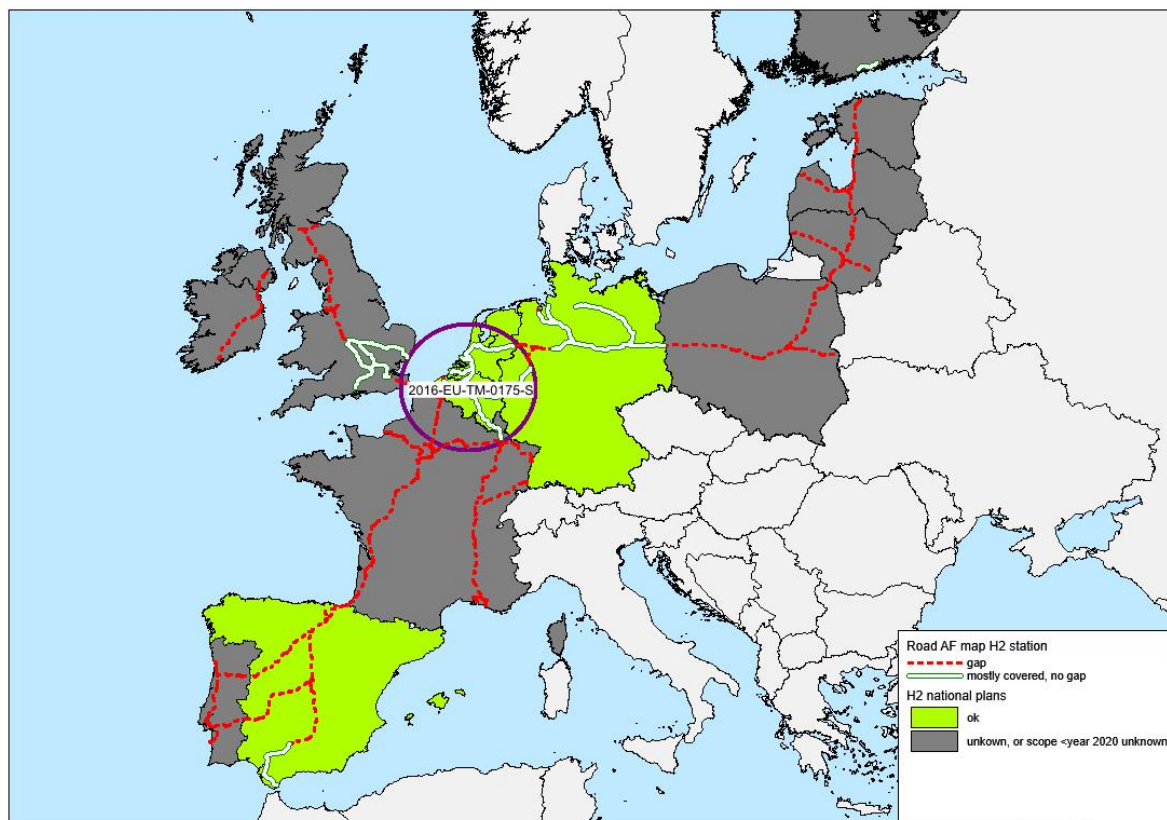 2016-EU-TM-0175-S
Road AF map H2 station
gap
mostly covered, no gap
H2 national plans
ok
unkown, or scope <year 2020 unknown